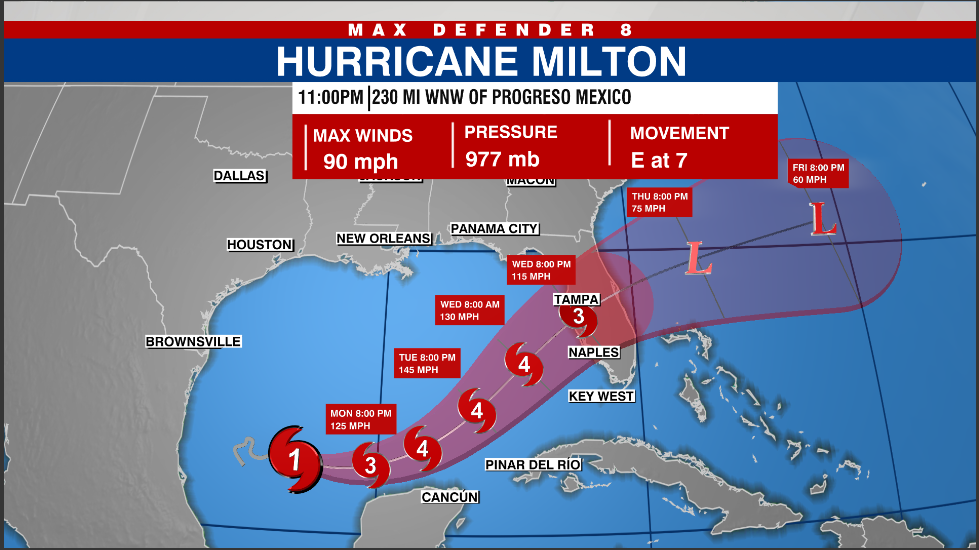 MAX DEFENDER 8
HURRICANE MILTON
11:00PM | 230 MI WNW OF PROGRESO MEXICO
MAX WINDS
90 mph
PRESSURE
977 mb
MOVEMENT
E at 7
DALLAS
MACON
FRI 8:00 PM
60 MPH
THU 8:00 PM
75 MPH
L
L
HOUSTON
NEW ORLEANS
PANAMA CITY
WED 8:00 PM
115 MPH
TAMPA
3
WED 8:00 AM
130 MPH
BROWNSVILLE
NAPLES
TUE 8:00 PM
145 MPH
4
KEY WEST
MON 8:00 PM
125 MPH
4
4
1
3
PINAR DEL RÍO
CANCÚN